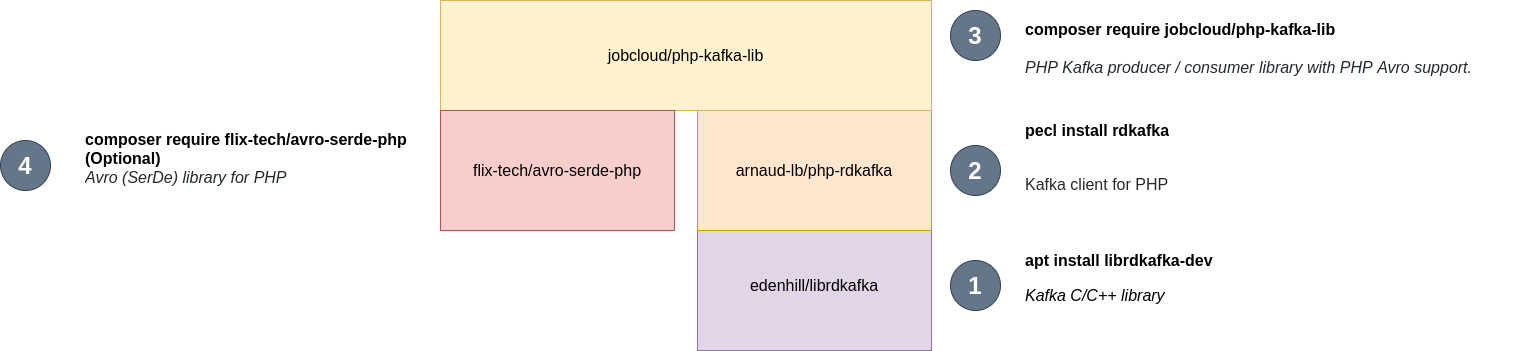 jobcloud/php-kafka-lib
3
composer require jobcloud/php-kafka-lib
PHP Kafka producer / consumer library with PHP Avro support.
4
composer require flix-tech/avro-serde-php
(Optional)
Avro (SerDe) library for PHP
flix-tech/avro-serde-php
arnaud-lb/php-rdkafka
2
pecl install rdkafka
Kafka client for PHP
edenhill/librdkafka
1
apt install librdkafka-dev
Kafka C/C++ library